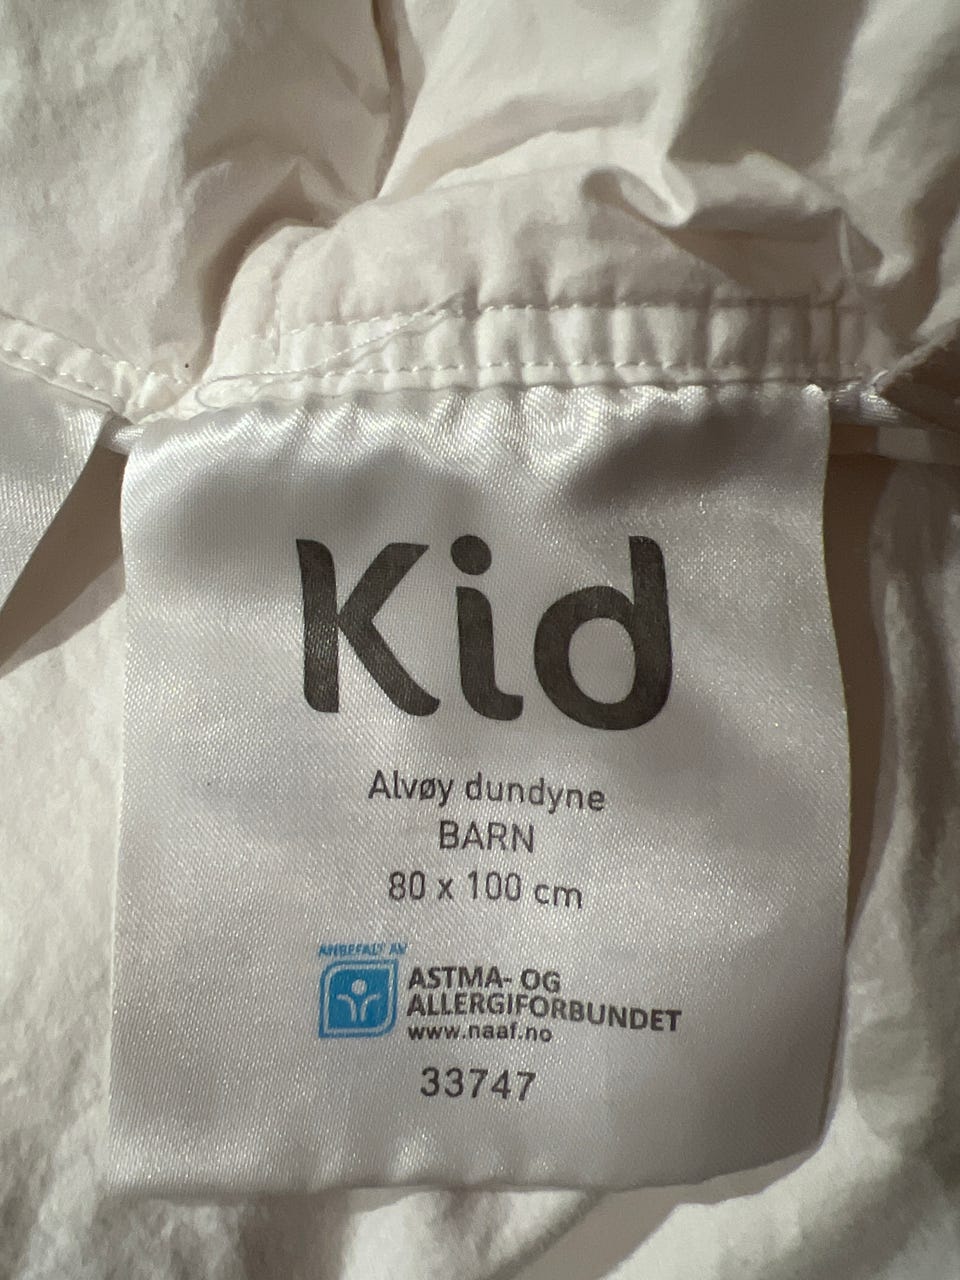 Kid
Alvøy dundyne
BARN
80 x 100 cm
ANBEFALT AV
ASTMA- OG
ALLERGIFORBUNDET
www.naaf.no
33747